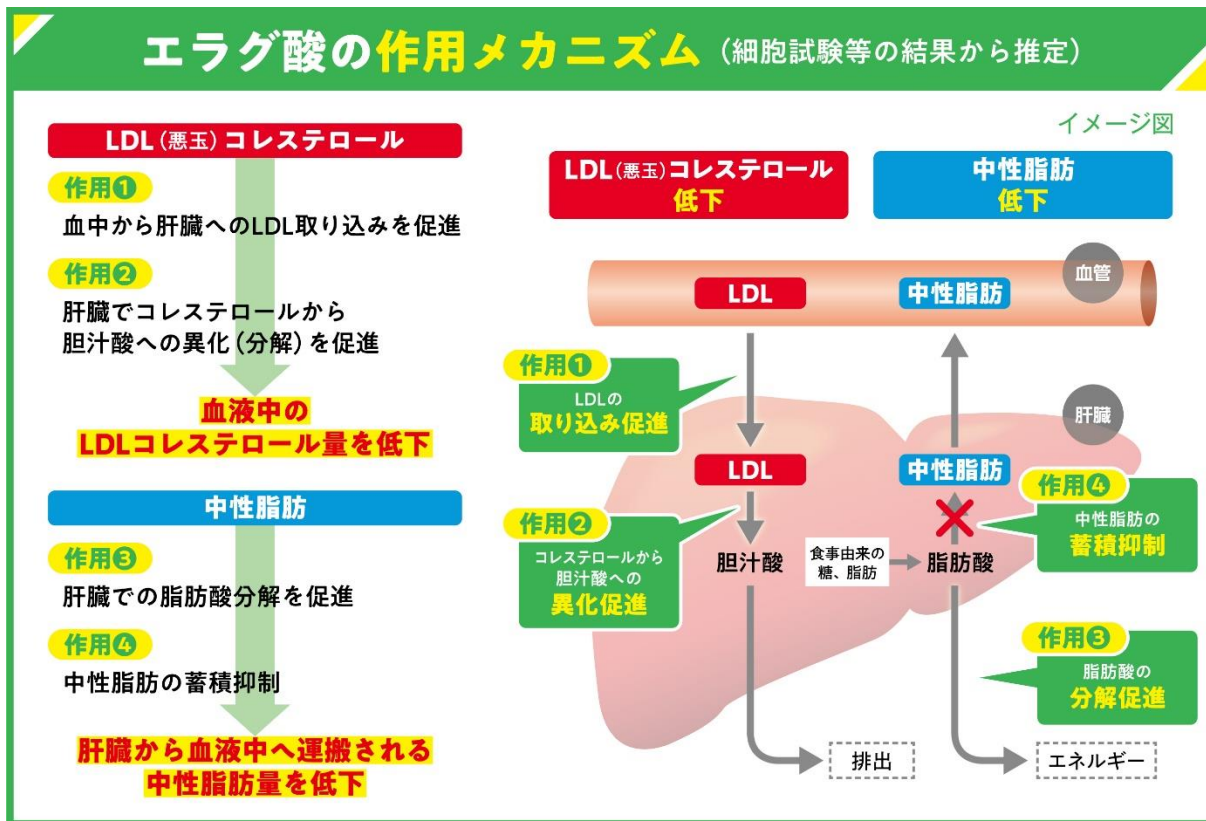 エラグ酸の作用メカニズム（細胞試験等の結果から推定）
イメージ図
LDL（悪玉）コレステロール
作用❶
血中から肝臓へのLDL取り込みを促進
作用❷
肝臓でコレステロールから
胆汁酸への異化（分解）を促進
血液中の
LDLコレステロール量を低下
中性脂肪
作用❸
肝臓での脂肪酸分解を促進
作用❹
中性脂肪の蓄積抑制
肝臓から血液中へ運搬される
中性脂肪量を低下
LDL（悪玉）コレステロール
低下
中性脂肪
低下
血管
LDL
中性脂肪
作用❶
LDLの
取り込み促進
肝臓
LDL
中性脂肪
作用❷
コレステロールから
胆汁酸への
異化促進
胆汁酸
食事由来の
糖、脂肪
脂肪酸
作用❹
中性脂肪の
蓄積抑制
作用❸
脂肪酸の
分解促進
排出
エネルギー